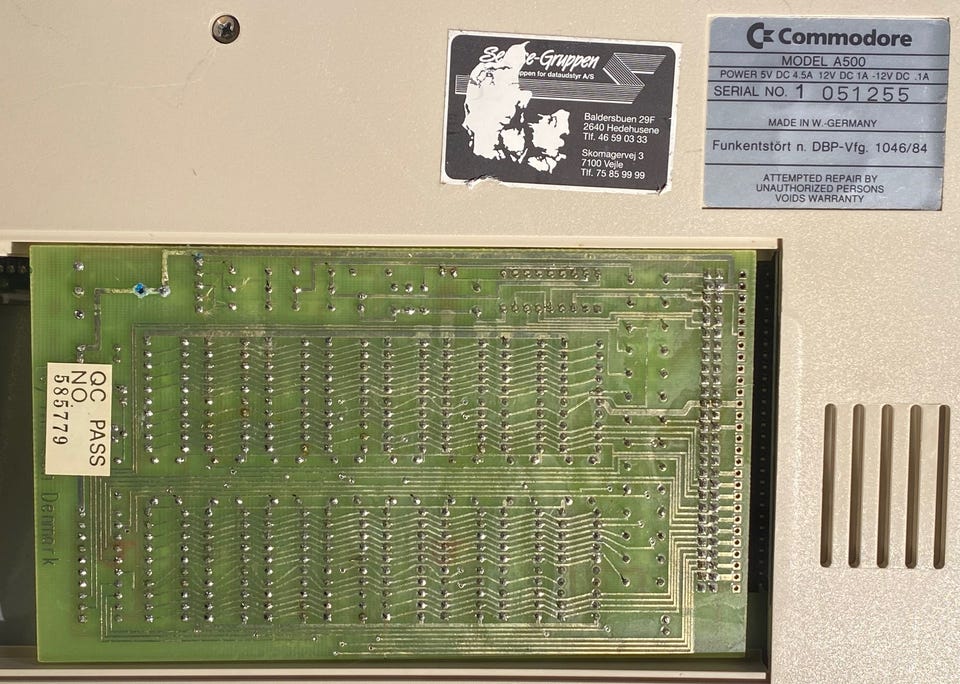 Gruppen
ppen for dataudstyr A/S
Baldersbuen 29F
2640 Hedehusene
Tlf. 46 59 03 33
Skomagervej 3
7100 Vejle
Tlf. 75 85 99 99
Commodore
MODEL A500
POWER 5V DC 4.5A 12V DC 1A -12V DC .1A
SERIAL NO. 1 051255
MADE IN W.-GERMANY
Funkentstört n. DBP-Vfg. 1046/84
ATTEMPTED REPAIR BY
UNAUTHORIZED PERSONS
VOIDS WARRANTY
QC PASS
NO.
585779
Denmark